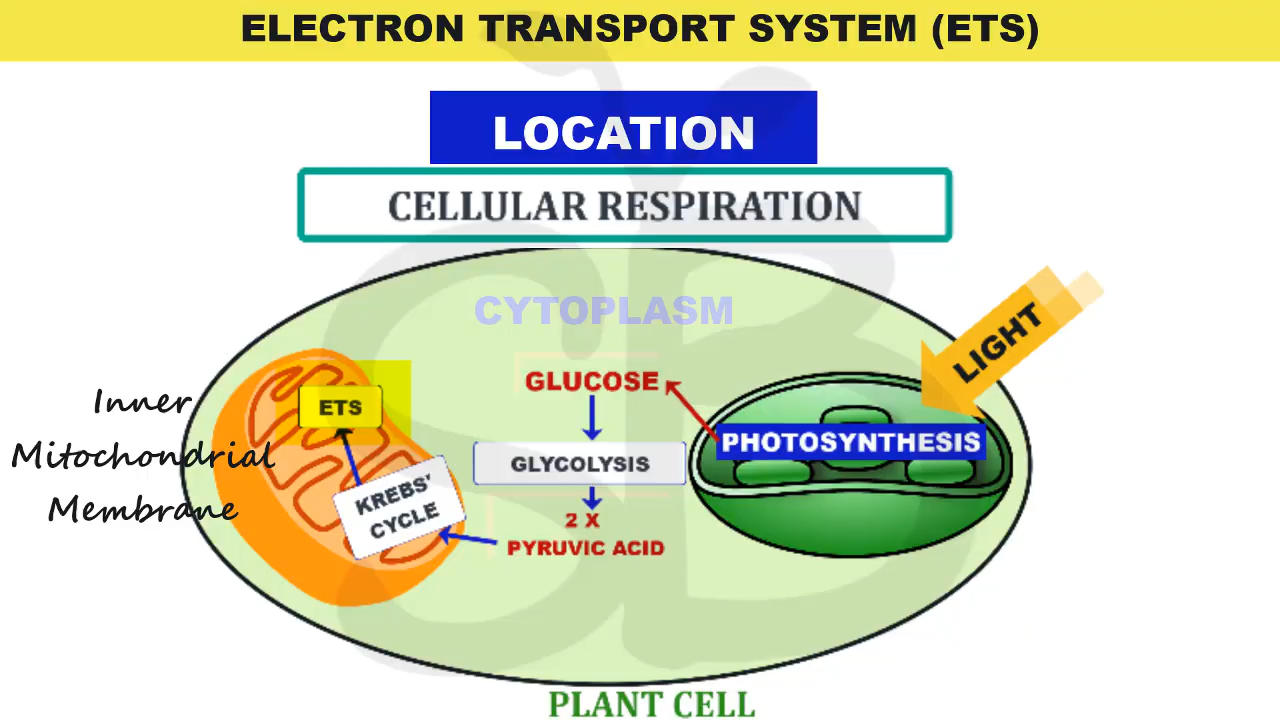 ELECTRON TRANSPORT SYSTEM (ETS)
LOCATION
CELLULAR RESPIRATION
CYTOPLASM
LIGHT
Inner
Mitochondrial
Membrane
ETS
KREBS'
CYCLE
GLUCOSE
GLYCOLYSIS
2 X
PYRUVIC ACID
PHOTOSYNTHESIS
PLANT CELL